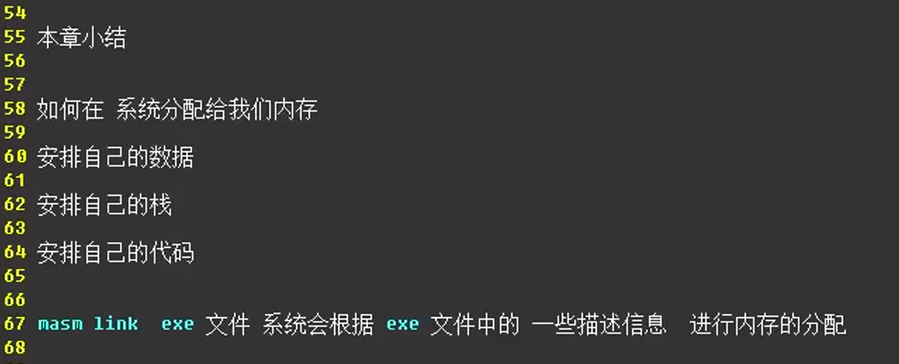 54
55 本章小结
56
57
58 如何在 系统分配给我们内存
59
60 安排自己的数据
61
62 安排自己的栈
63
64 安排自己的代码
65
66
67 masm link  exe 文件 系统会根据 exe 文件中的 一些描述信息  进行内存的分配
68